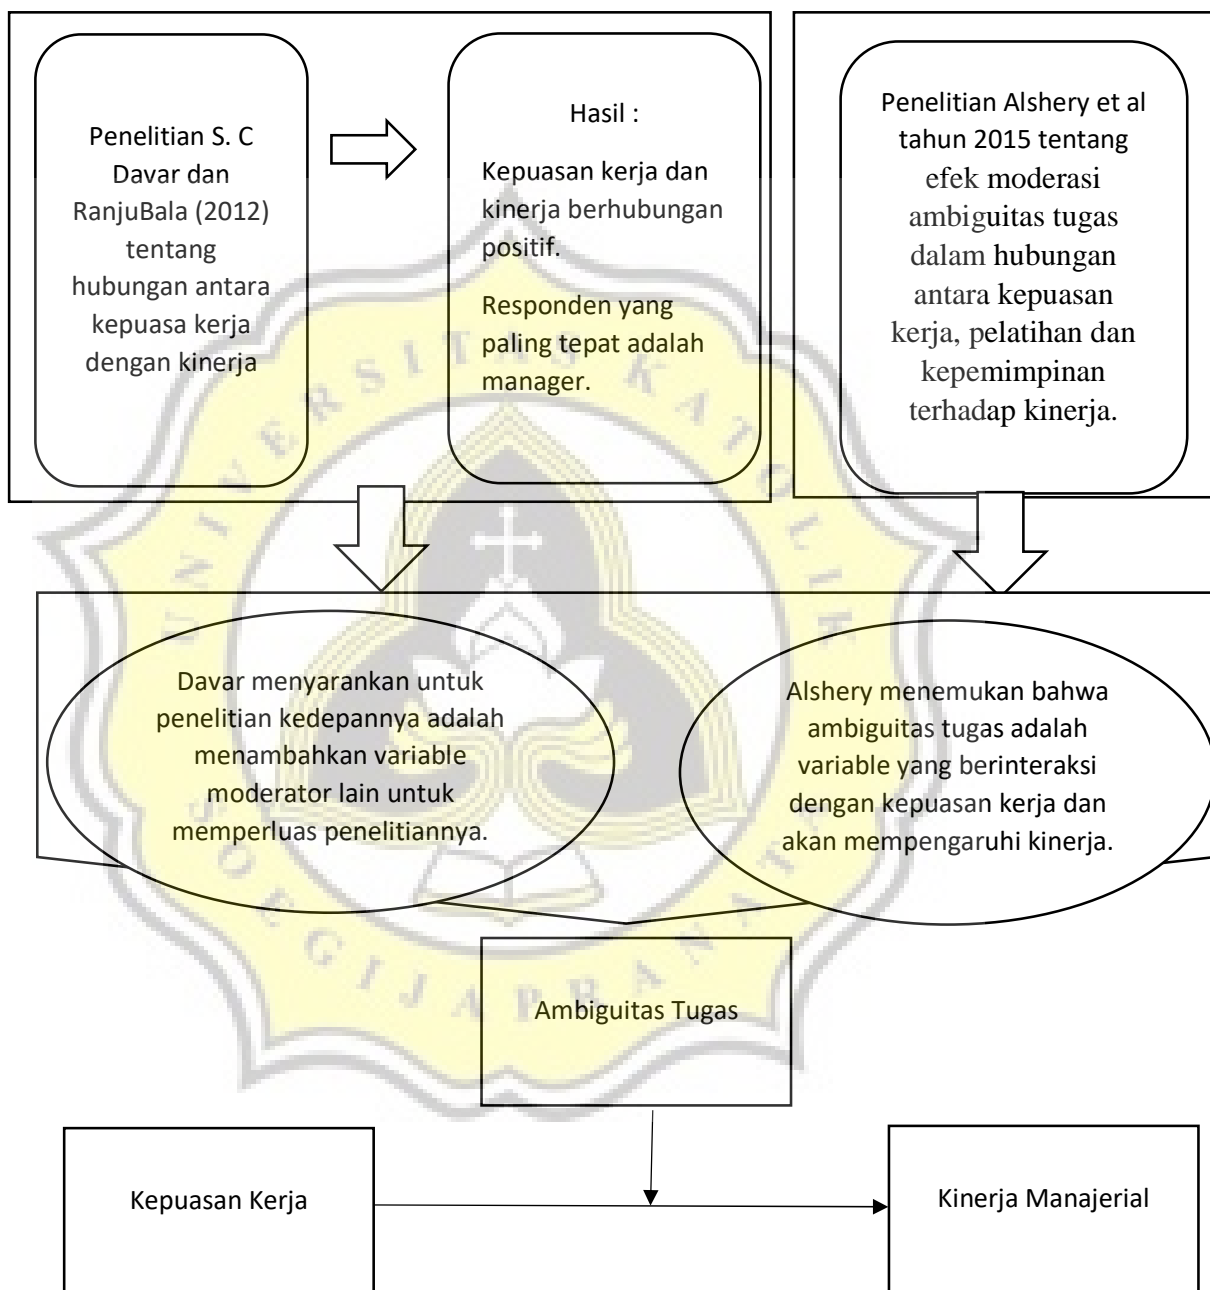 Penelitian S. C
Davar dan
RanjuBala (2012)
tentang
hubungan antara
kepuasa kerja
dengan kinerja
Hasil :
Kepuasan kerja dan
kinerja berhubungan
positif.
Responden yang
paling tepat adalah
manager.
Penelitian Alshery et al
tahun 2015 tentang
efek moderasi
ambiguitas tugas
dalam hubungan
antara kepuasan
kerja, pelatihan dan
kepemimpinan
terhadap kinerja.
Davar menyarankan untuk
penelitian kedepannya adalah
menambahkan variable
moderator lain untuk
memperluas penelitiannya.
Alshery menemukan bahwa
ambiguitas tugas adalah
variable yang berinteraksi
dengan kepuasan kerja dan
akan mempengaruhi kinerja.
Ambiguitas Tugas
Kepuasan Kerja
Kinerja Manajerial
UNIVERSITAS KATOLIK
SOEGIJAPRANATA